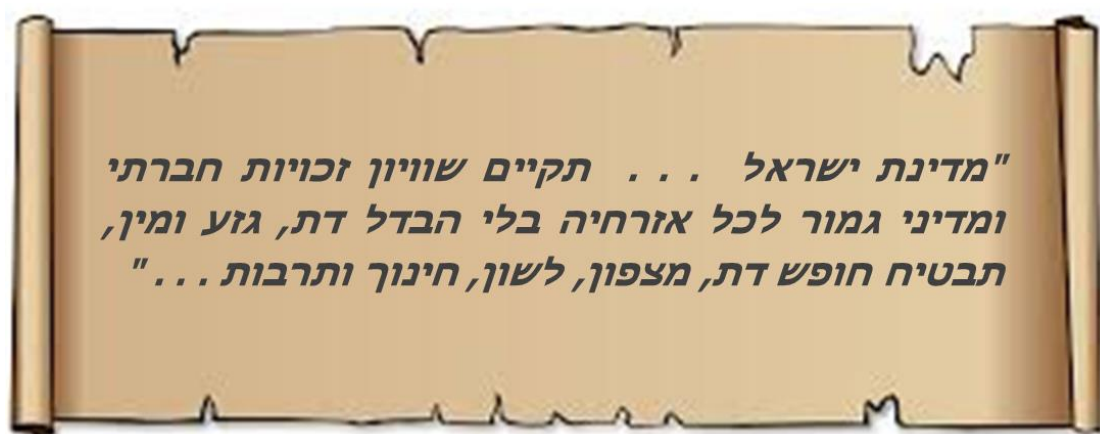 "מדינת ישראל . . . תקיים שוויון זכויות חברתי
ומדיני גמור לכל אזרחיה בלי הבדל דת, גזע ומין,
תבטיח חופש דת, מצפון, לשון, חינוך ותרבות . . ."